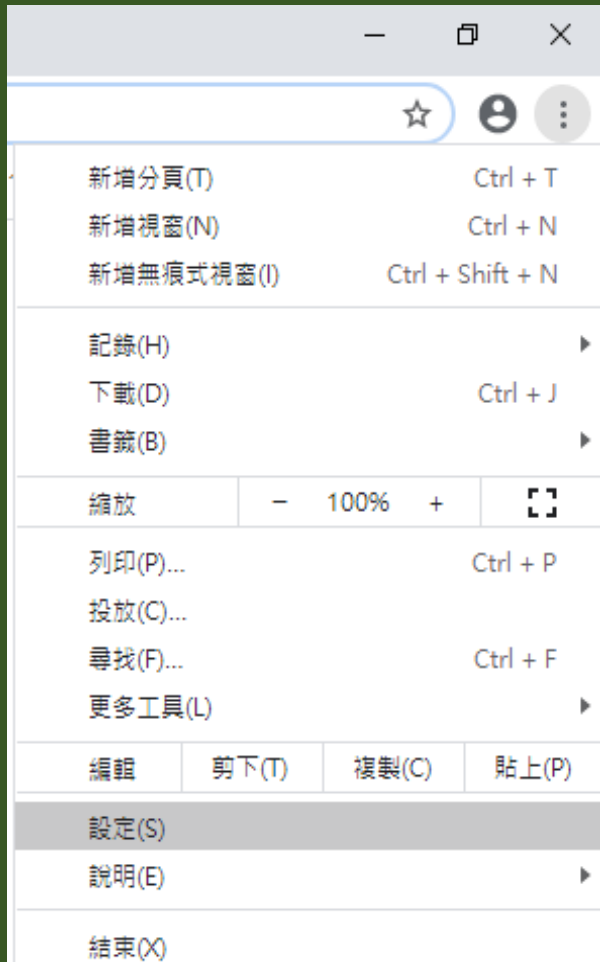 新增分頁(T) Ctrl + T
新增視窗(N) Ctrl + N
新增無痕式視窗(I) Ctrl + Shift + N
記錄(H)
下載(D) Ctrl + J
書籤(B)
縮放 − 100% +
列印(P)... Ctrl + P
投放(C)...
尋找(F)... Ctrl + F
更多工具(L)
編輯 剪下(T) 複製(C) 貼上(P)
設定(S)
說明(E)
結束(X)